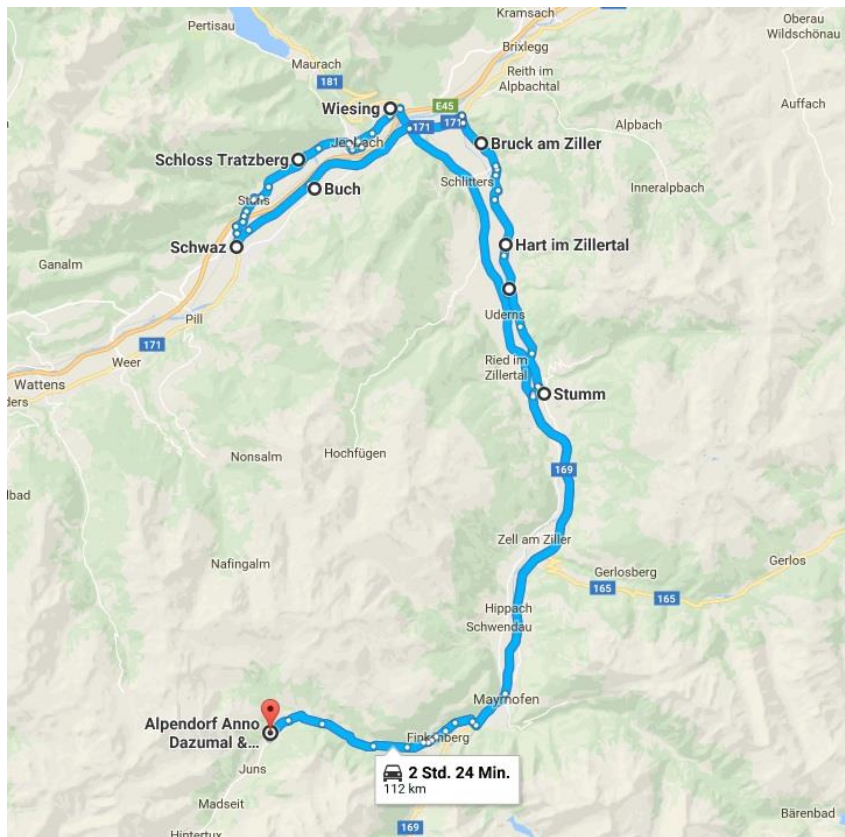 Kramsach
Pertisau
Oberau
Wildschönau
Brixlegg
Maurach
Reith im
Alpbachtal
181
Wiesing
E45
Auffach
171
171
Alpbach
Jenbach
Bruck am Ziller
Schloss Tratzberg
Schlitters
Buch
Inneralpbach
Stans
Schwaz
Hart im Zillertal
Ganalm
Uderns
Pill
171
Weer
Ried im
Zillertal
Wattens
Stumm
ders
Hochfügen
Nonsalm
169
lbad
Zell am Ziller
Nafingalm
Gerlosberg
Gerlos
165
165
Hippach
Schwendau
Mayrhofen
Alpendorf Anno
Dazumal &...
Finkenberg
Juns
2 Std. 24 Min.
112 km
Madseit
Bärenbad
169
Hintertux